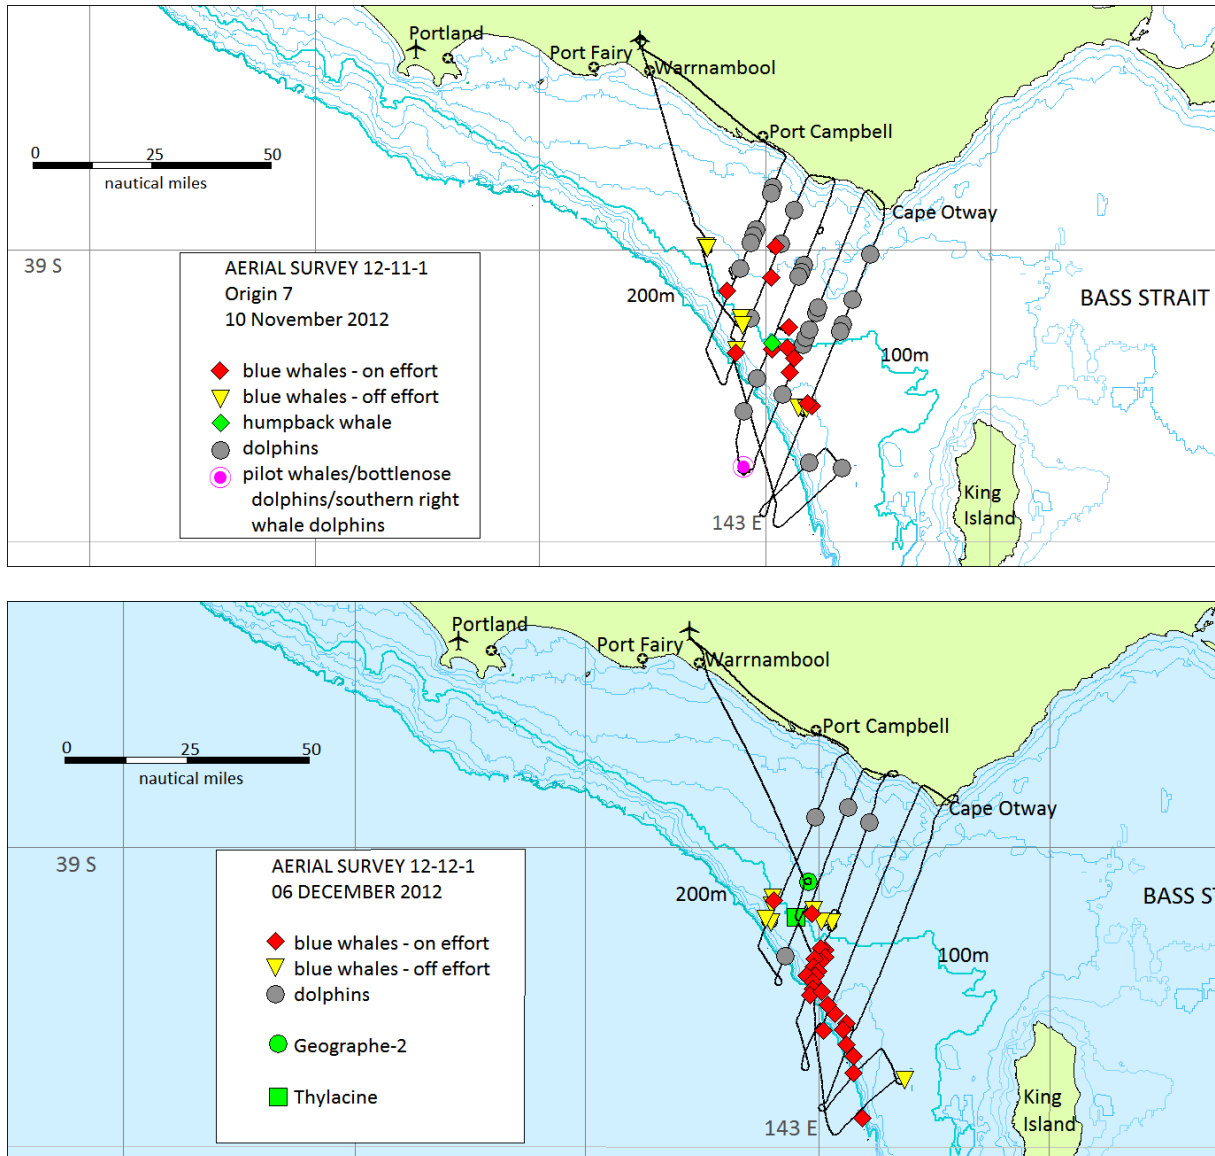 Portland
Port Fairy
Warrnambool
Port Campbell
0 25 50
nautical miles
Cape Otway
39 S
AERIAL SURVEY 12-11-1
Origin 7
10 November 2012
200m
BASS STRAIT
100m
blue whales - on effort
blue whales - off effort
humpback whale
dolphins
pilot whales/bottlenose
dolphins/southern right
whale dolphins
King
Island
143 E
Portland
Port Fairy
Warrnambool
Port Campbell
0 25 50
nautical miles
Cape Otway
39 S
AERIAL SURVEY 12-12-1
06 DECEMBER 2012
200m
BASS ST
100m
blue whales - on effort
blue whales - off effort
dolphins
Geographe-2
Thylacine
King
Island
143 E